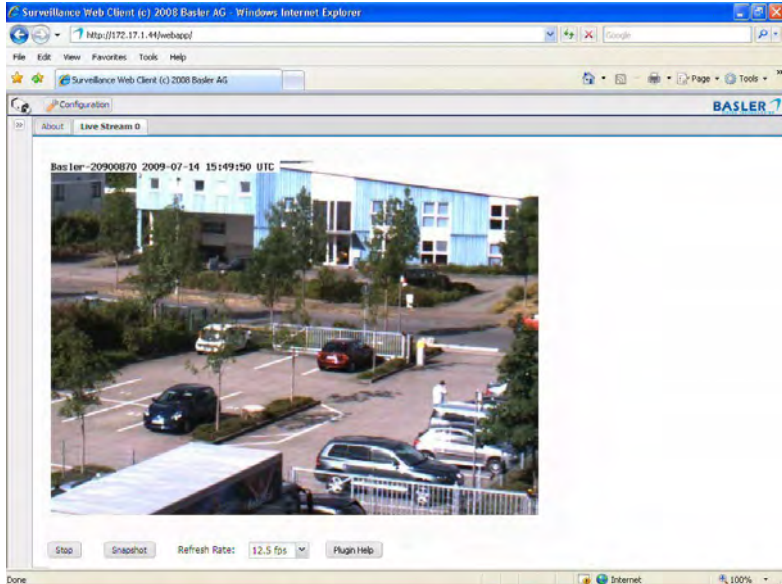 Surveillance Web Client (c) 2008 Basler AG - Windows Internet Explorer
http://172.17.1.44/webapp/
Google
File Edit View Favorites Tools Help
Surveillance Web Client (c) 2008 Basler AG
Page
Tools
Configuration
BASLER
About
Live Stream 0
Basler-20900870 2009-07-14 15:49:50 UTC
Stop
Snapshot
Refresh Rate:
12.5 fps
Plugin Help
Done
Internet
100%